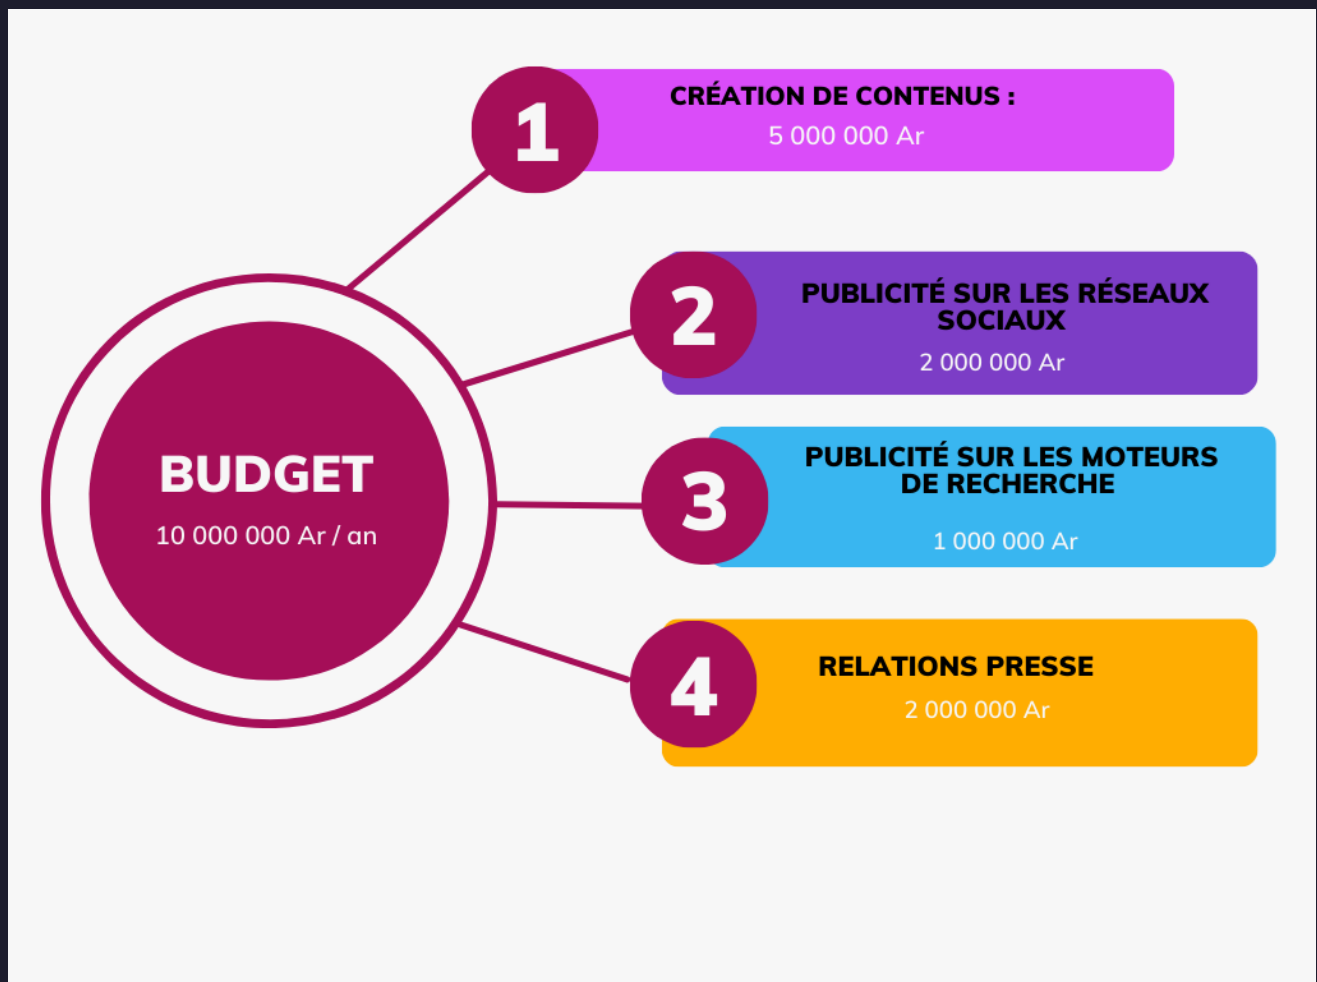 1
CRÉATION DE CONTENUS :
5 000 000 Ar
2
PUBLICITÉ SUR LES RÉSEAUX
SOCIAUX
2 000 000 Ar
BUDGET
10 000 000 Ar / an
3
PUBLICITÉ SUR LES MOTEURS
DE RECHERCHE
1 000 000 Ar
4
RELATIONS PRESSE
2 000 000 Ar